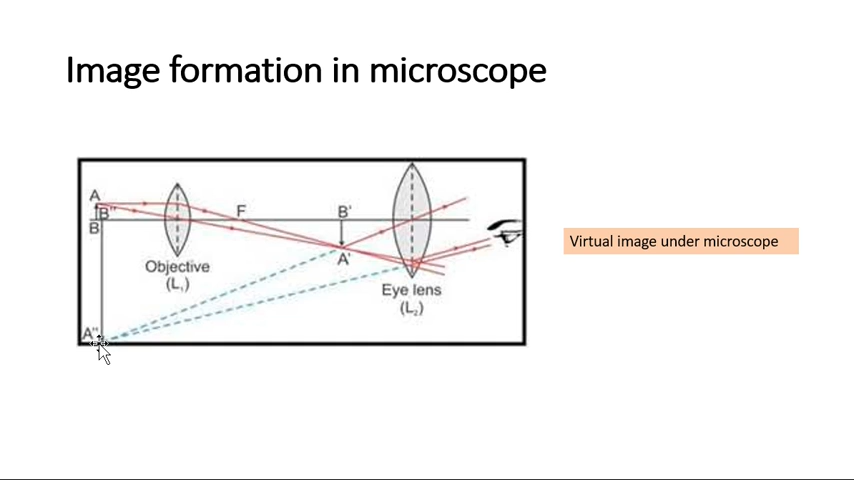 Image formation in microscope
A
B"
B
F
B'
A'
Objective
(L₁)
Eye lens
(L₂)
A"
Virtual image under microscope